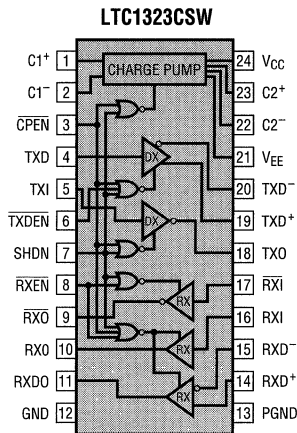 LTC1323CSW
C1+ 1 CHARGE PUMP 24 VCC
C1− 2 23 C2+
CPEN 3 22 C2−
TXD 4 DX 21 VEE
TXI 5 20 TXD−
TXDEN 6 DX 19 TXD+
SHDN 7 18 TXO
RXEN 8 RX 17 RXI
RXO 9 16 RXI
RXO 10 RX 15 RXD−
RXDO 11 RX 14 RXD+
GND 12 13 PGND